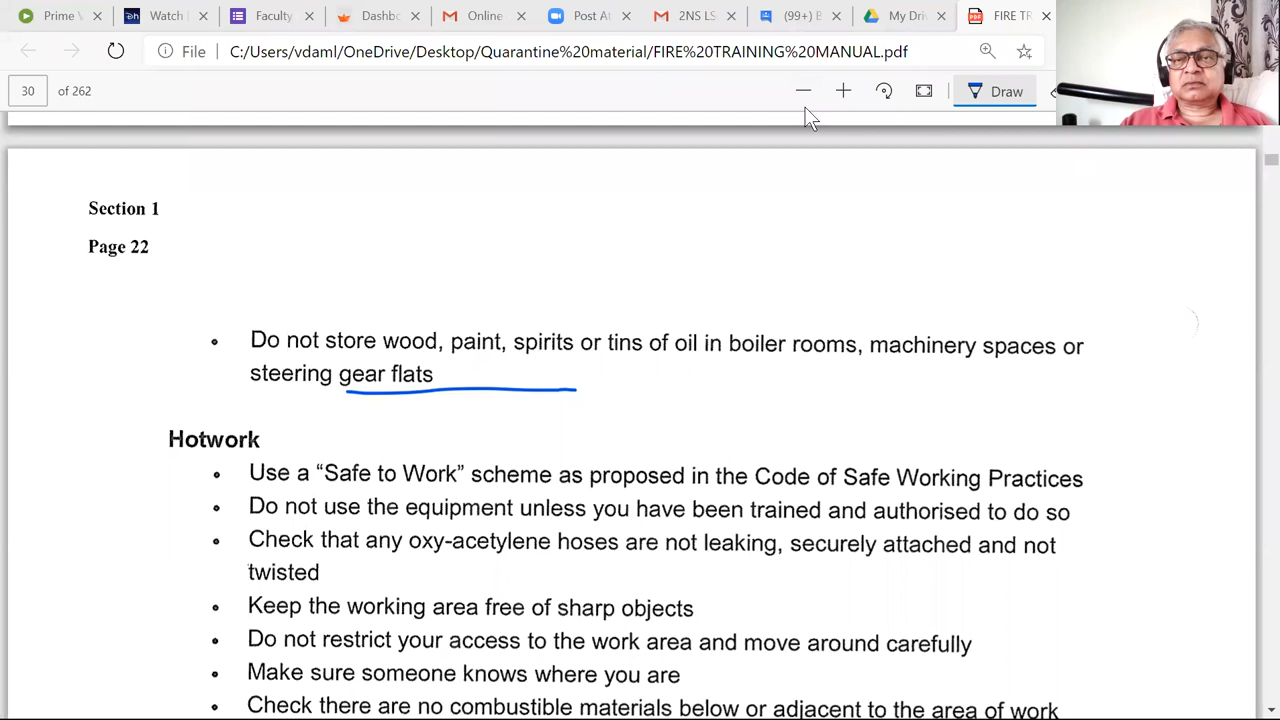 Prime V
Watch
Faculty
Dashbo
Online
Post At
2NS S
(99+)
My Driv
FIRE TR
File C:/Users/vdaml/OneDrive/Desktop/Quarantine%20material/FIRE%20TRAINING%20MANUAL.pdf
30 of 262
Draw
Section 1
Page 22
Do not store wood, paint, spirits or tins of oil in boiler rooms, machinery spaces or
steering gear flats
Hotwork
Use a “Safe to Work” scheme as proposed in the Code of Safe Working Practices
Do not use the equipment unless you have been trained and authorised to do so
Check that any oxy-acetylene hoses are not leaking, securely attached and not
twisted
Keep the working area free of sharp objects
Do not restrict your access to the work area and move around carefully
Make sure someone knows where you are
Check there are no combustible materials below or adjacent to the area of work